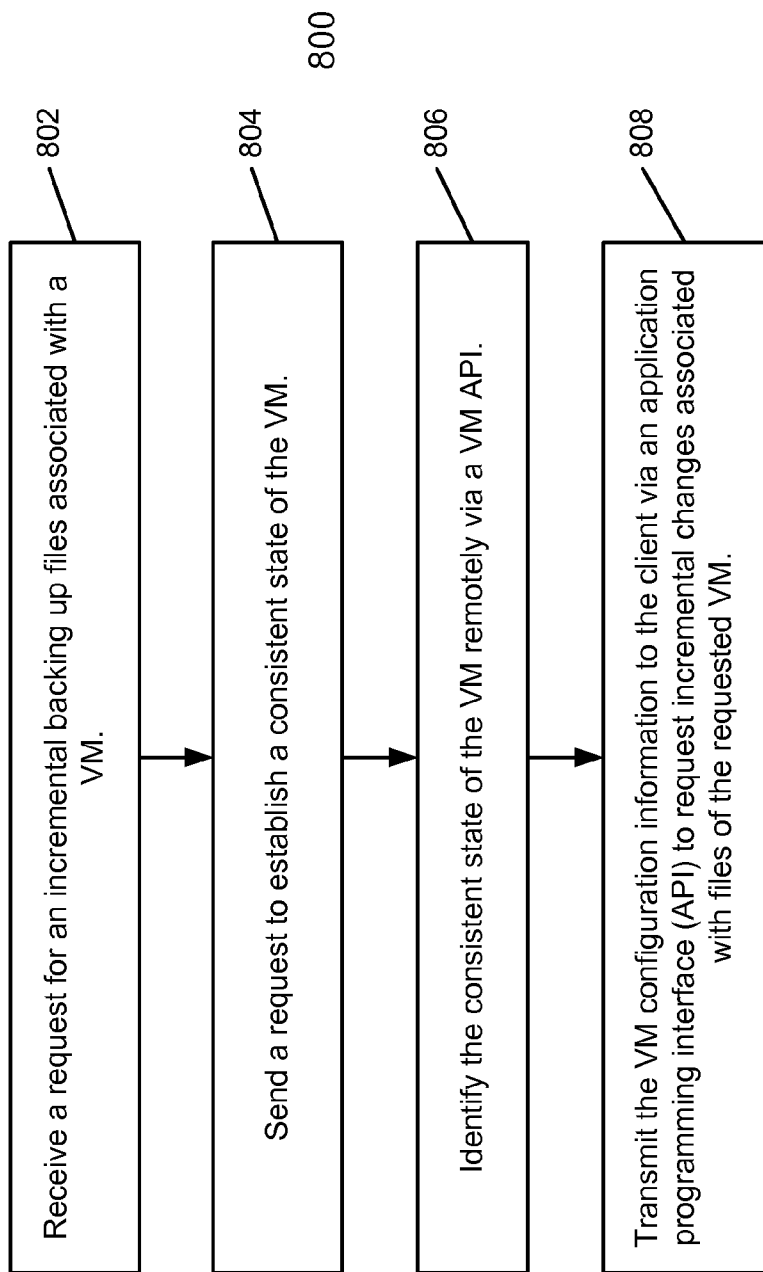 Receive a request for an incremental backing up files associated with a
VM.
802
Send a request to establish a consistent state of the VM.
804
800
Identify the consistent state of the VM remotely via a VM API.
806
Transmit the VM configuration information to the client via an application
programming interface (API) to request incremental changes associated
with files of the requested VM.
808